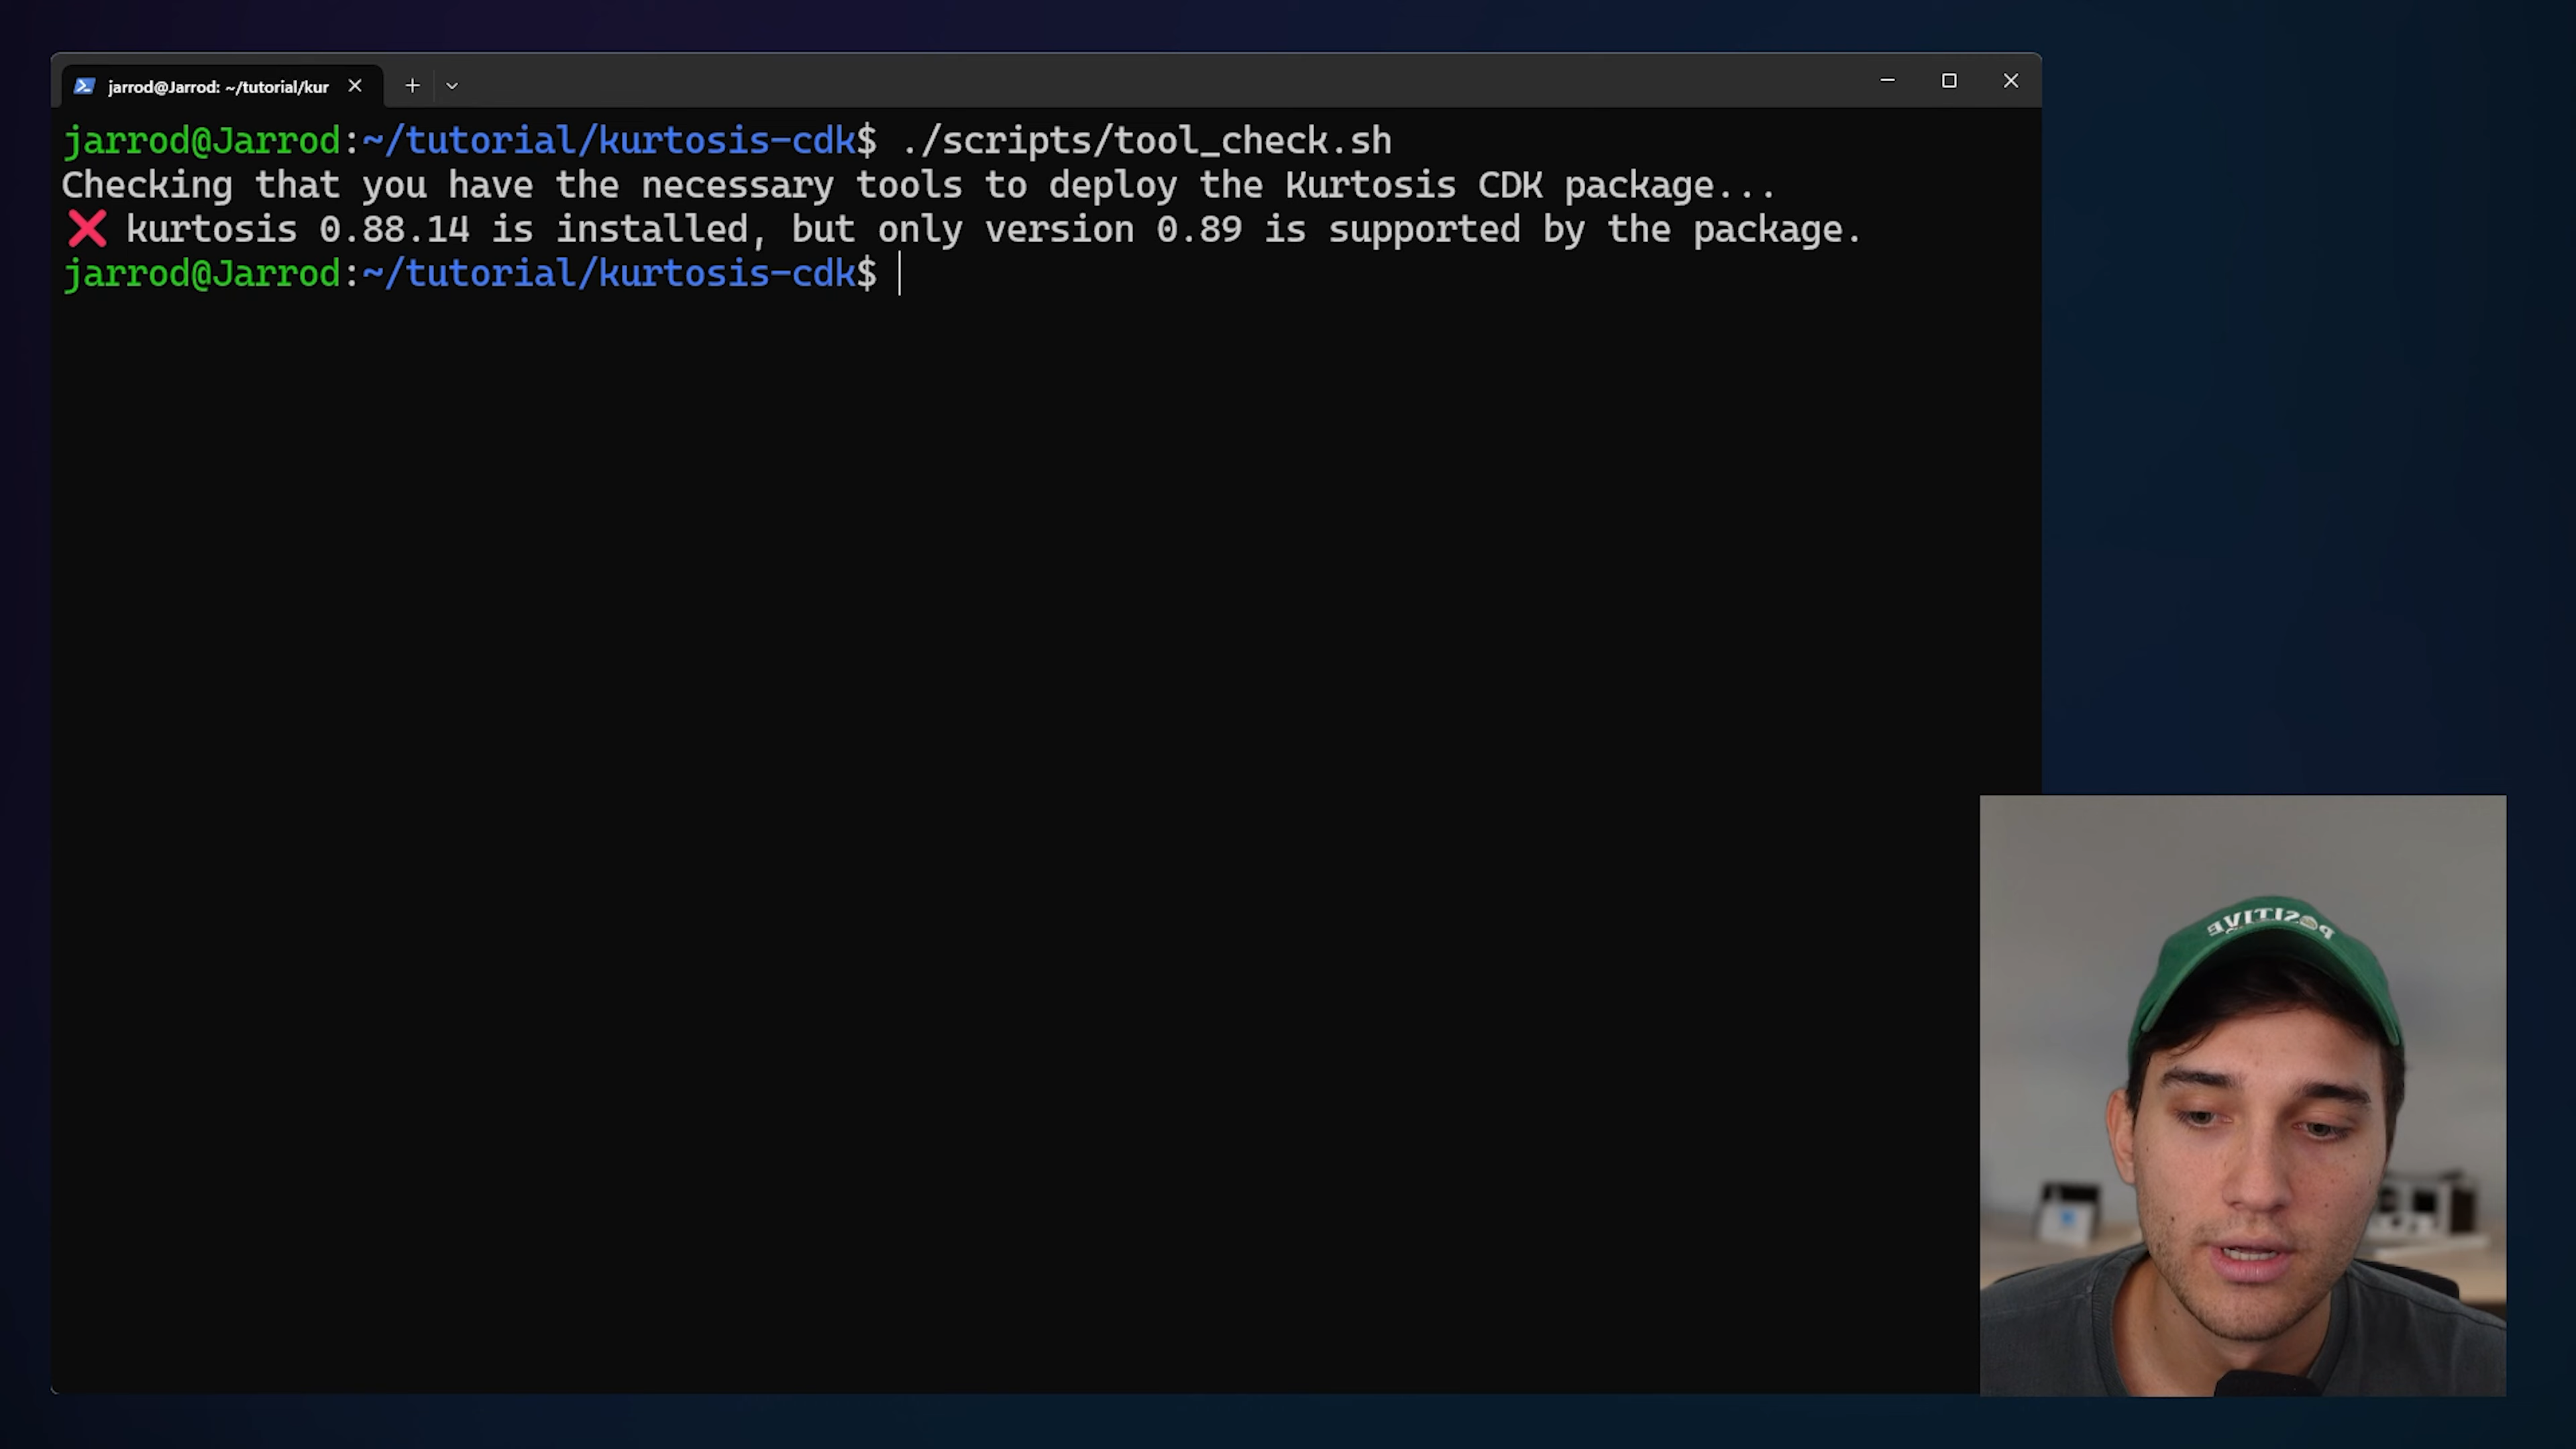 jarrod@Jarrod: ~/tutorial/kur
jarrod@Jarrod:~/tutorial/kurtosis-cdk$ ./scripts/tool_check.sh
Checking that you have the necessary tools to deploy the Kurtosis CDK package...
❌ kurtosis 0.88.14 is installed, but only version 0.89 is supported by the package.
jarrod@Jarrod:~/tutorial/kurtosis-cdk$
POSITIVE